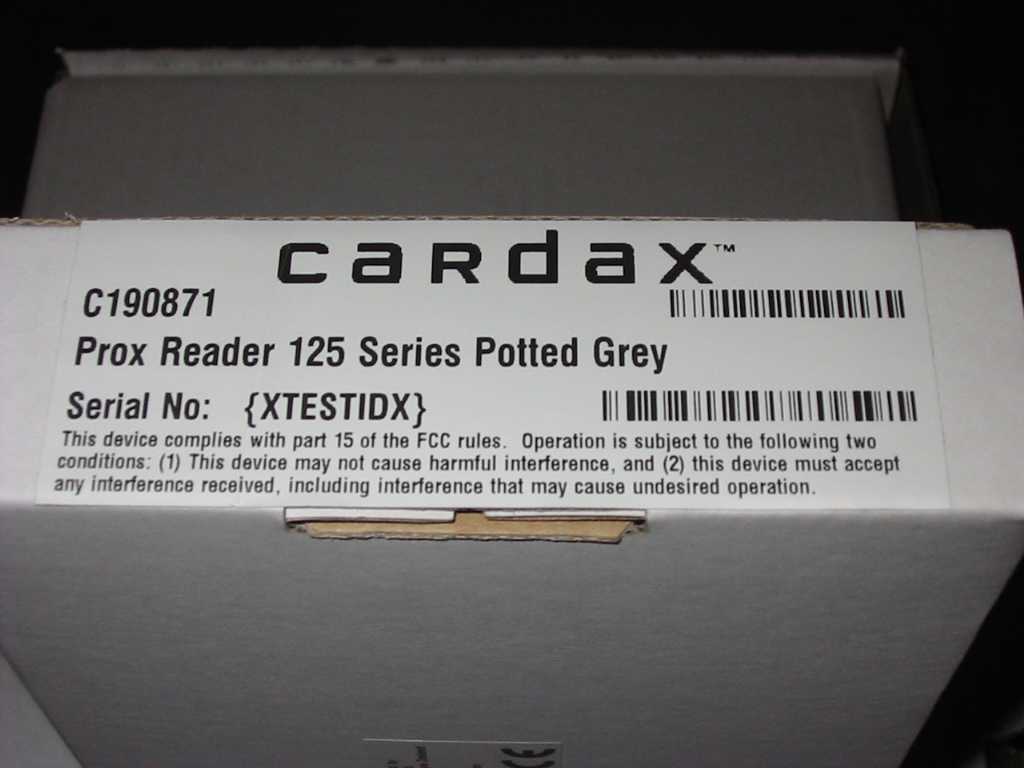 cardax™
C190871
Prox Reader 125 Series Potted Grey
Serial No: {XTESTIDX}
This device complies with part 15 of the FCC rules. Operation is subject to the following two
conditions: (1) This device may not cause harmful interference, and (2) this device must accept
any interference received, including interference that may cause undesired operation.
CE